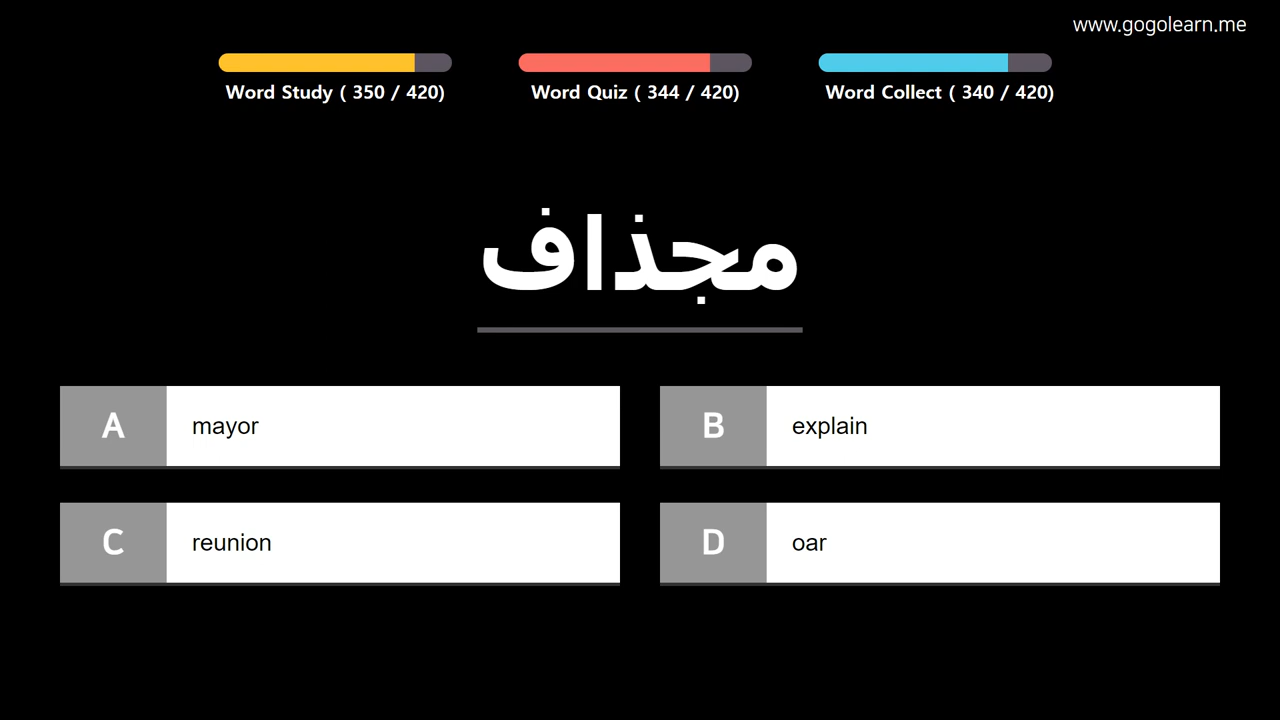 www.gogolearn.me
Word Study ( 350 / 420)
Word Quiz ( 344 / 420)
Word Collect ( 340 / 420)
مجذاف
A mayor
B explain
C reunion
D oar